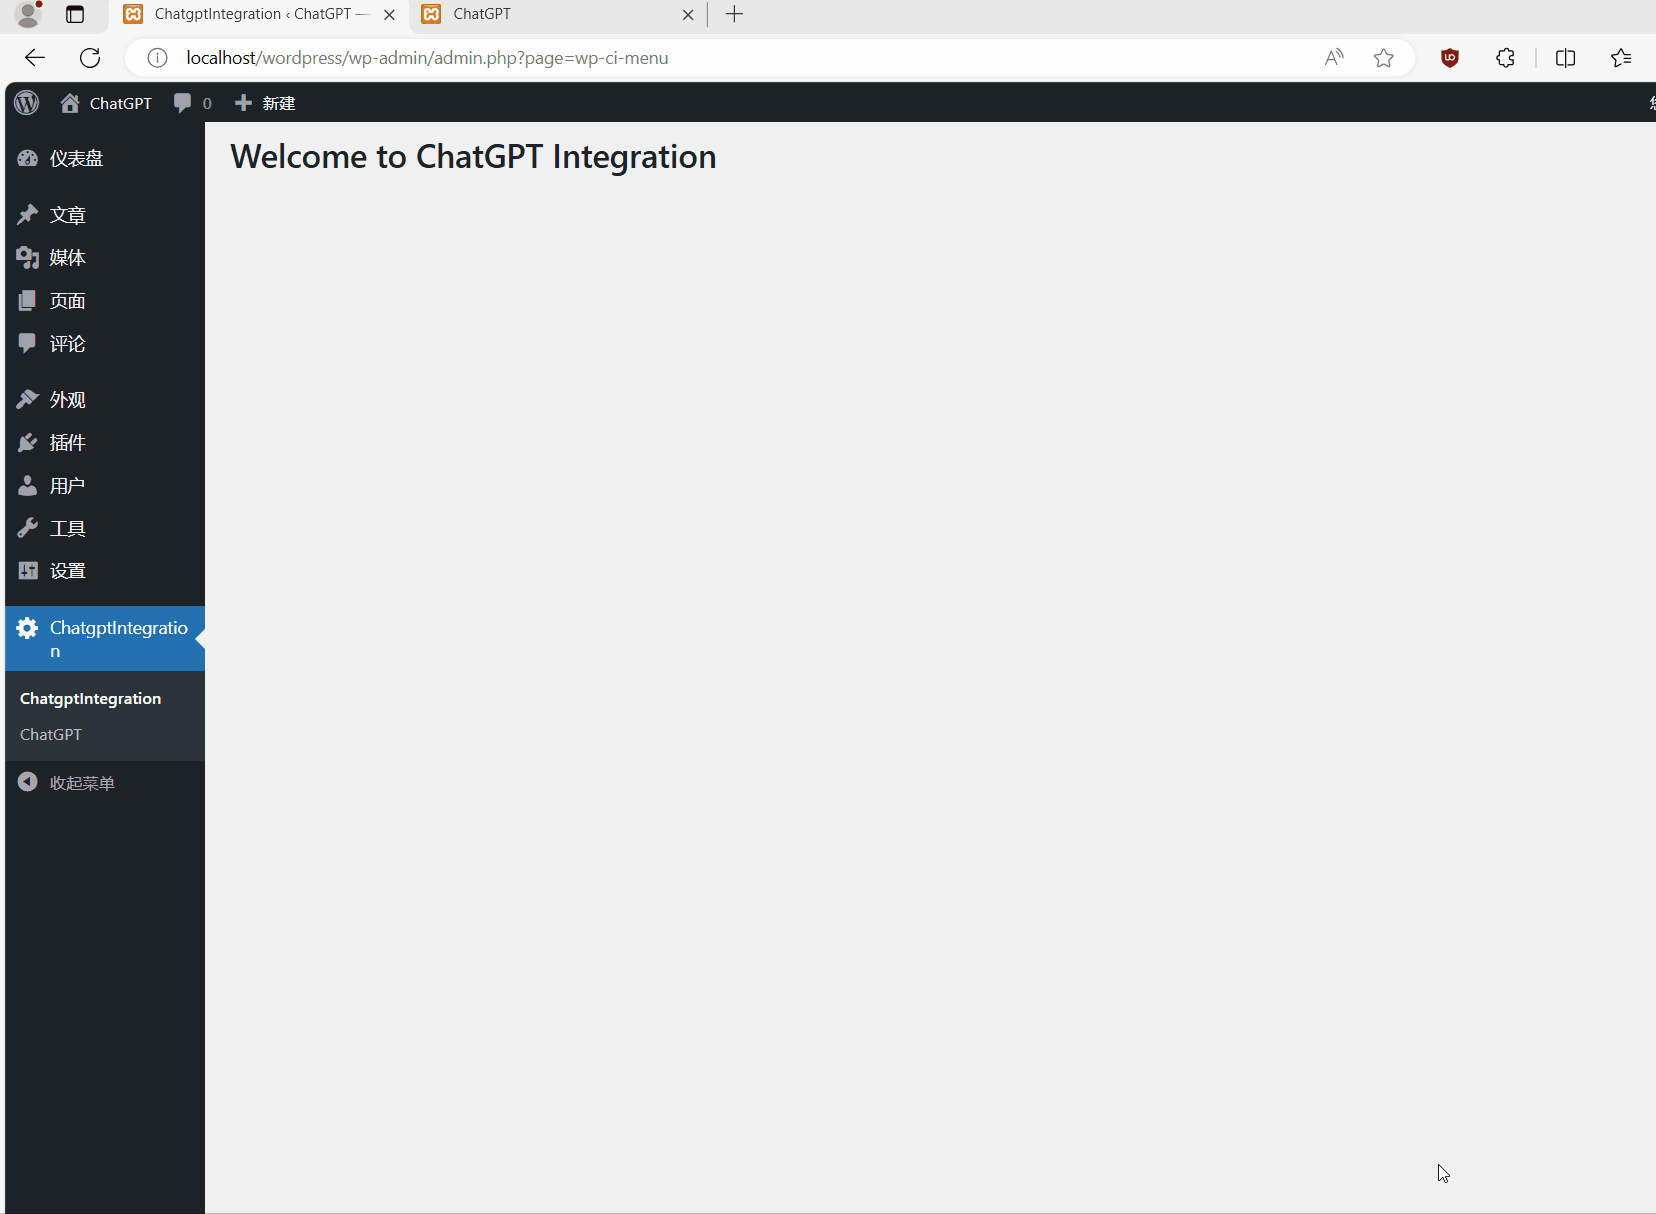 ChatgptIntegration ‹ ChatGPT —
ChatGPT
localhost/wordpress/wp-admin/admin.php?page=wp-ci-menu
ChatGPT 0 新建
Welcome to ChatGPT Integration
仪表盘
文章
媒体
页面
评论
外观
插件
用户
工具
设置
ChatgptIntegratio
n
ChatgptIntegration
ChatGPT
收起菜单